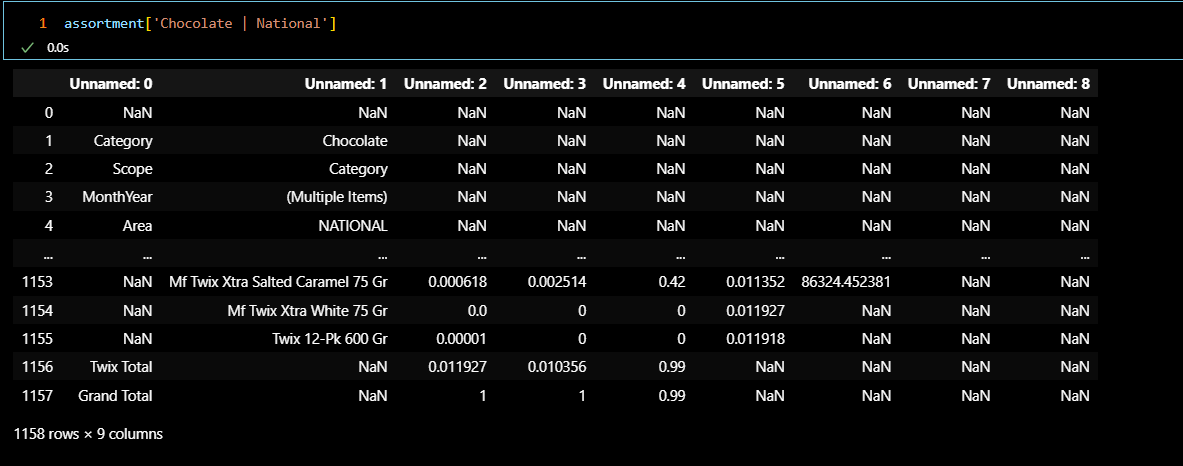 1 assortment['Chocolate | National']
✓ 0.0s
Unnamed: 0 Unnamed: 1 Unnamed: 2 Unnamed: 3 Unnamed: 4 Unnamed: 5 Unnamed: 6 Unnamed: 7 Unnamed: 8
0 NaN NaN NaN NaN NaN NaN NaN NaN NaN
1 Category Chocolate NaN NaN NaN NaN NaN NaN NaN
2 Scope Category NaN NaN NaN NaN NaN NaN NaN
3 MonthYear (Multiple Items) NaN NaN NaN NaN NaN NaN NaN
4 Area NATIONAL NaN NaN NaN NaN NaN NaN NaN
... ... ... ... ... ... ... ... ... ...
1153 NaN Mf Twix Xtra Salted Caramel 75 Gr 0.000618 0.002514 0.42 0.011352 86324.452381 NaN NaN
1154 NaN Mf Twix Xtra White 75 Gr 0.0 0 0 0.011927 NaN NaN NaN
1155 NaN Twix 12-Pk 600 Gr 0.00001 0 0 0.011918 NaN NaN NaN
1156 Twix Total NaN 0.011927 0.010356 0.99 NaN NaN NaN NaN
1157 Grand Total NaN 1 1 0.99 NaN NaN NaN NaN
1158 rows × 9 columns